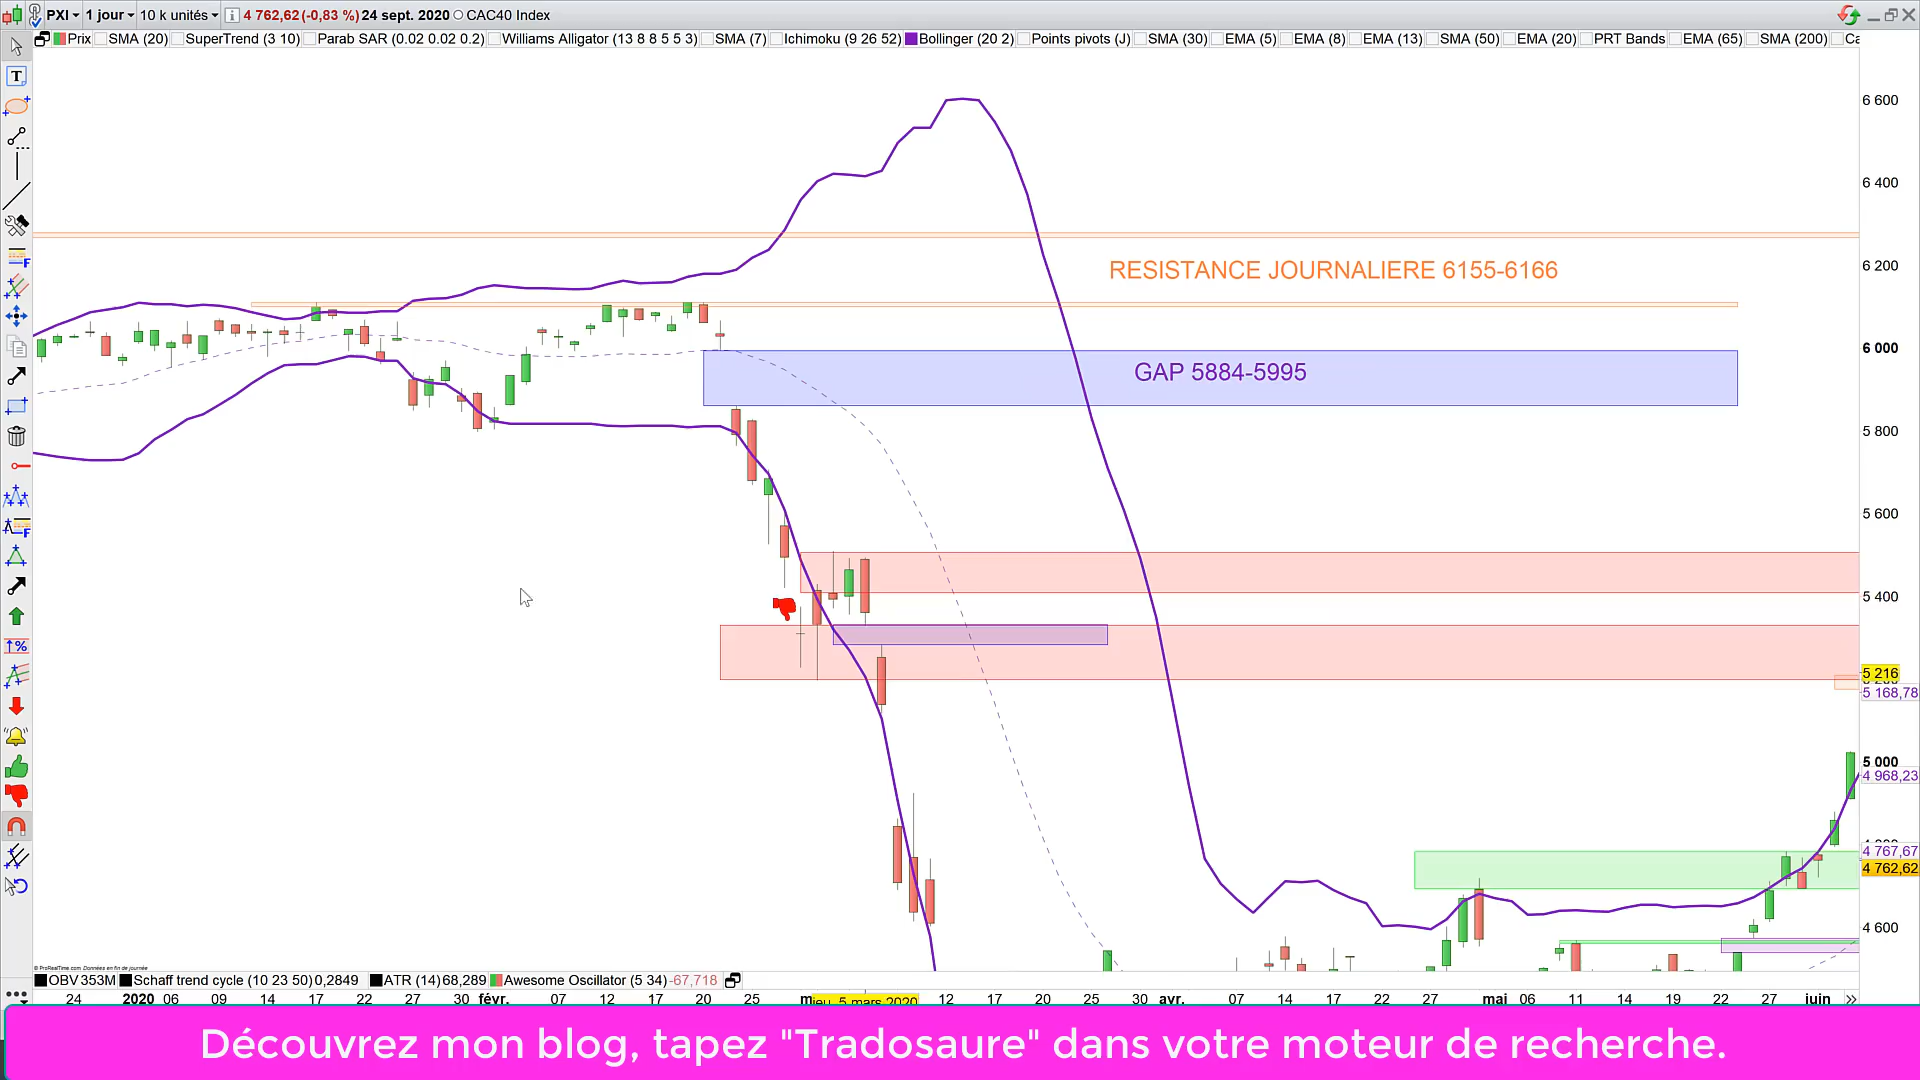 PXI 1 jour 10 k unités 4 762,62 (-0,83 %) 24 sept. 2020 CAC40 Index
Prix SMA (20) SuperTrend (3 10) Parab SAR (0.02 0.02 0.2) Williams Alligator (13 8 8 5 5 3) SMA (7) Ichimoku (9 26 52) Bollinger (20 2) Points pivots (J) SMA (30) EMA (5) EMA (8) EMA (13) SMA (50) EMA (20) PRT Bands EMA (65) SMA (200) Ca
6 600
6 400
6 200
RESISTANCE JOURNALIERE 6155-6166
6 000
GAP 5884-5995
5 800
5 600
5 400
5 216
5 168,78
5 000
4 968,23
4 767,67
4 762,62
4 600
© ProRealTime.com Données en fin de journée
OBV 353M Schaff trend cycle (10 23 50) 0,2849 ATR (14) 68,289 Awesome Oscillator (5 34) -67,718
24 2020 06 09 14 17 22 27 30 févr. 07 12 17 20 25 m jeu. 5 mars 2020 12 17 20 25 30 avr. 07 14 17 22 27 mai 06 11 14 19 22 27 juin
Découvrez mon blog, tapez "Tradosaure" dans votre moteur de recherche.